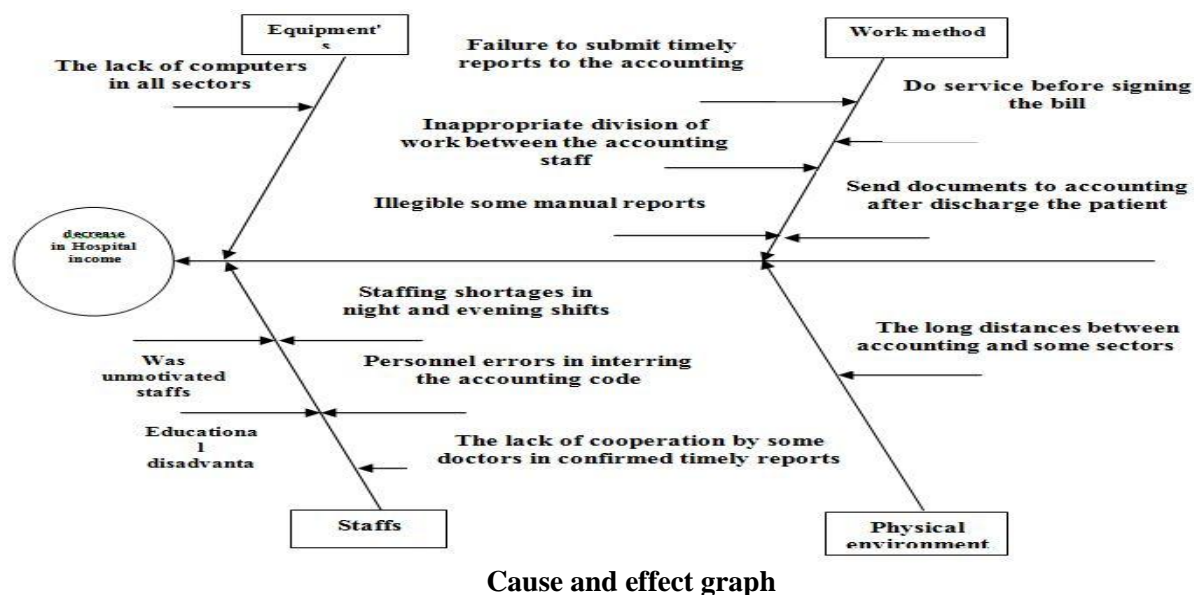 Equipment'
s
Work method
Failure to submit timely
reports to the accounting
The lack of computers
in all sectors
Do service before signing
the bill
Inappropriate division of
work between the accounting
staff
Illegible some manual reports
Send documents to accounting
after discharge the patient
decrease
in Hospital
income
Staffing shortages in
night and evening shifts
The long distances between
accounting and some sectors
Was
unmotivated
staffs
Personnel errors in interring
the accounting code
Educationa
l
disadvanta
The lack of cooperation by some
doctors in confirmed timely reports
Staffs
Physical
environment
Cause and effect graph